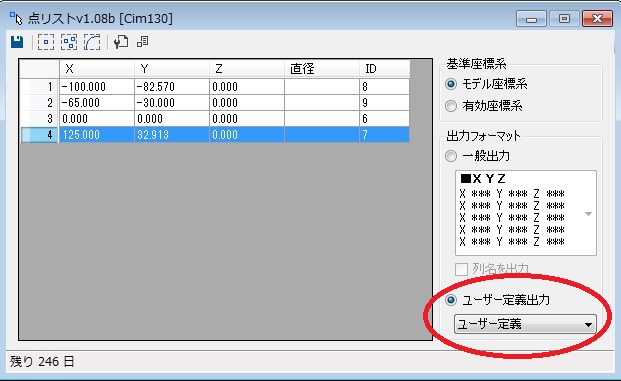 点リストv1.08b [Cim130]
X Y Z 直径 ID
1 -100.000 -82.570 0.000 8
2 -65.000 -30.000 0.000 9
3 0.000 0.000 0.000 6
4 125.000 32.913 0.000 7
基準座標系
モデル座標系
有効座標系
出力フォーマット
一般出力
■X Y Z
X *** Y *** Z ***
X *** Y *** Z ***
X *** Y *** Z ***
X *** Y *** Z ***
X *** Y *** Z ***
列名を出力
ユーザー定義出力
ユーザー定義
残り 246 日